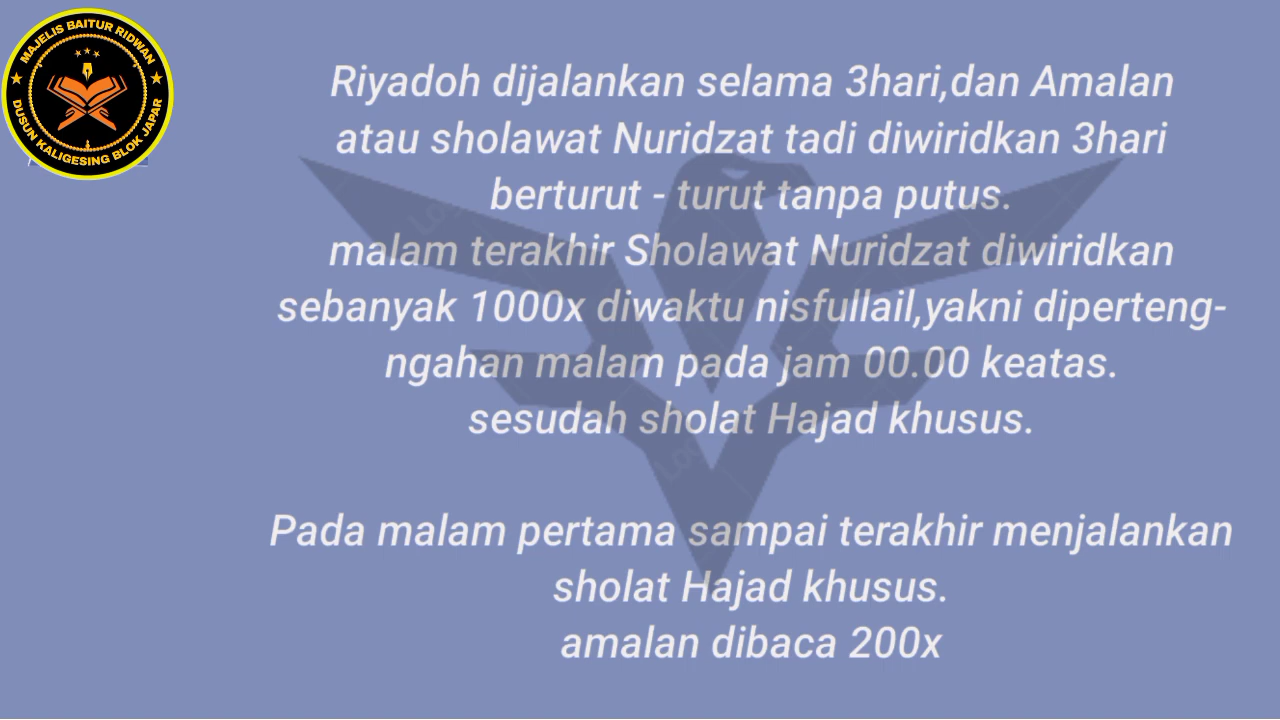 MAJELIS BAITUR RIDWAN
DUSUN KALIGESING BLOK JAPAR
Riyadoh dijalankan selama 3hari,dan Amalan
atau sholawat Nuridzat tadi diwiridkan 3hari
berturut - turut tanpa putus.
malam terakhir Sholawat Nuridzat diwiridkan
sebanyak 1000x diwaktu nisfullail,yakni diperteng-
ngahan malam pada jam 00.00 keatas.
sesudah sholat Hajad khusus.
Pada malam pertama sampai terakhir menjalankan
sholat Hajad khusus.
amalan dibaca 200x